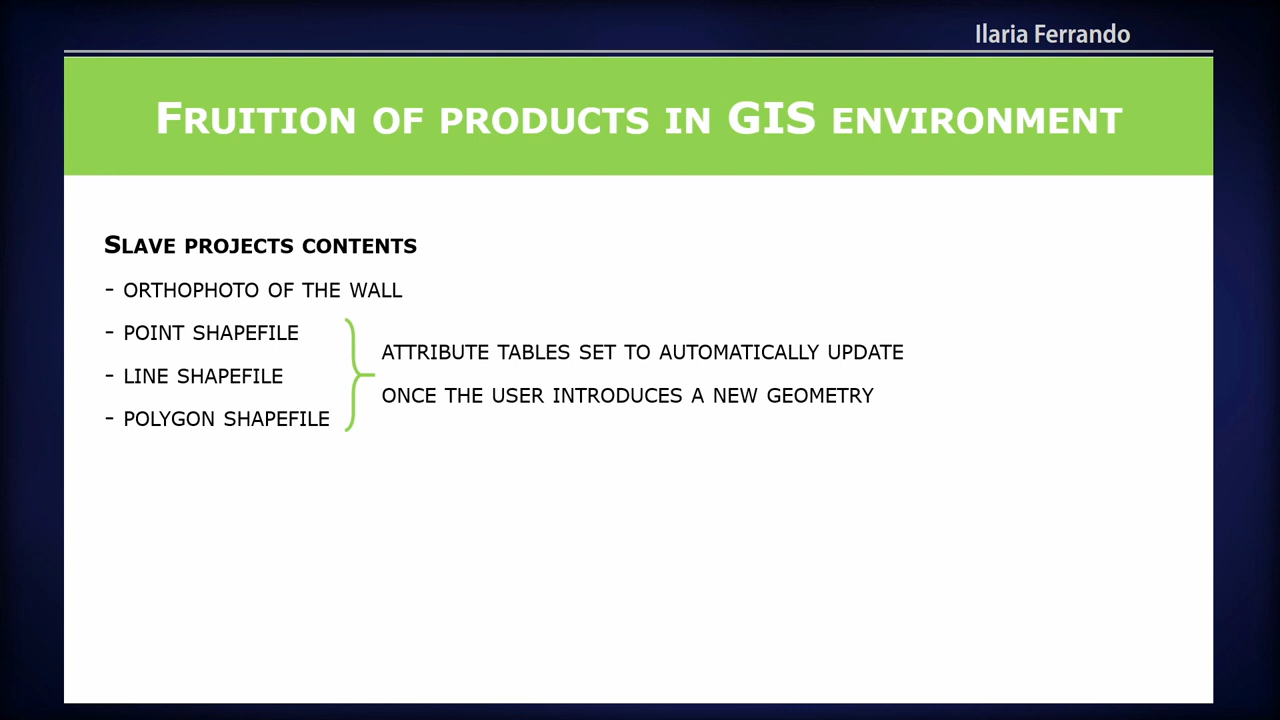 Ilaria Ferrando
FRUITION OF PRODUCTS IN GIS ENVIRONMENT
SLAVE PROJECTS CONTENTS
- ORTHOPHOTO OF THE WALL
- POINT SHAPEFILE
- LINE SHAPEFILE
- POLYGON SHAPEFILE
ATTRIBUTE TABLES SET TO AUTOMATICALLY UPDATE
ONCE THE USER INTRODUCES A NEW GEOMETRY